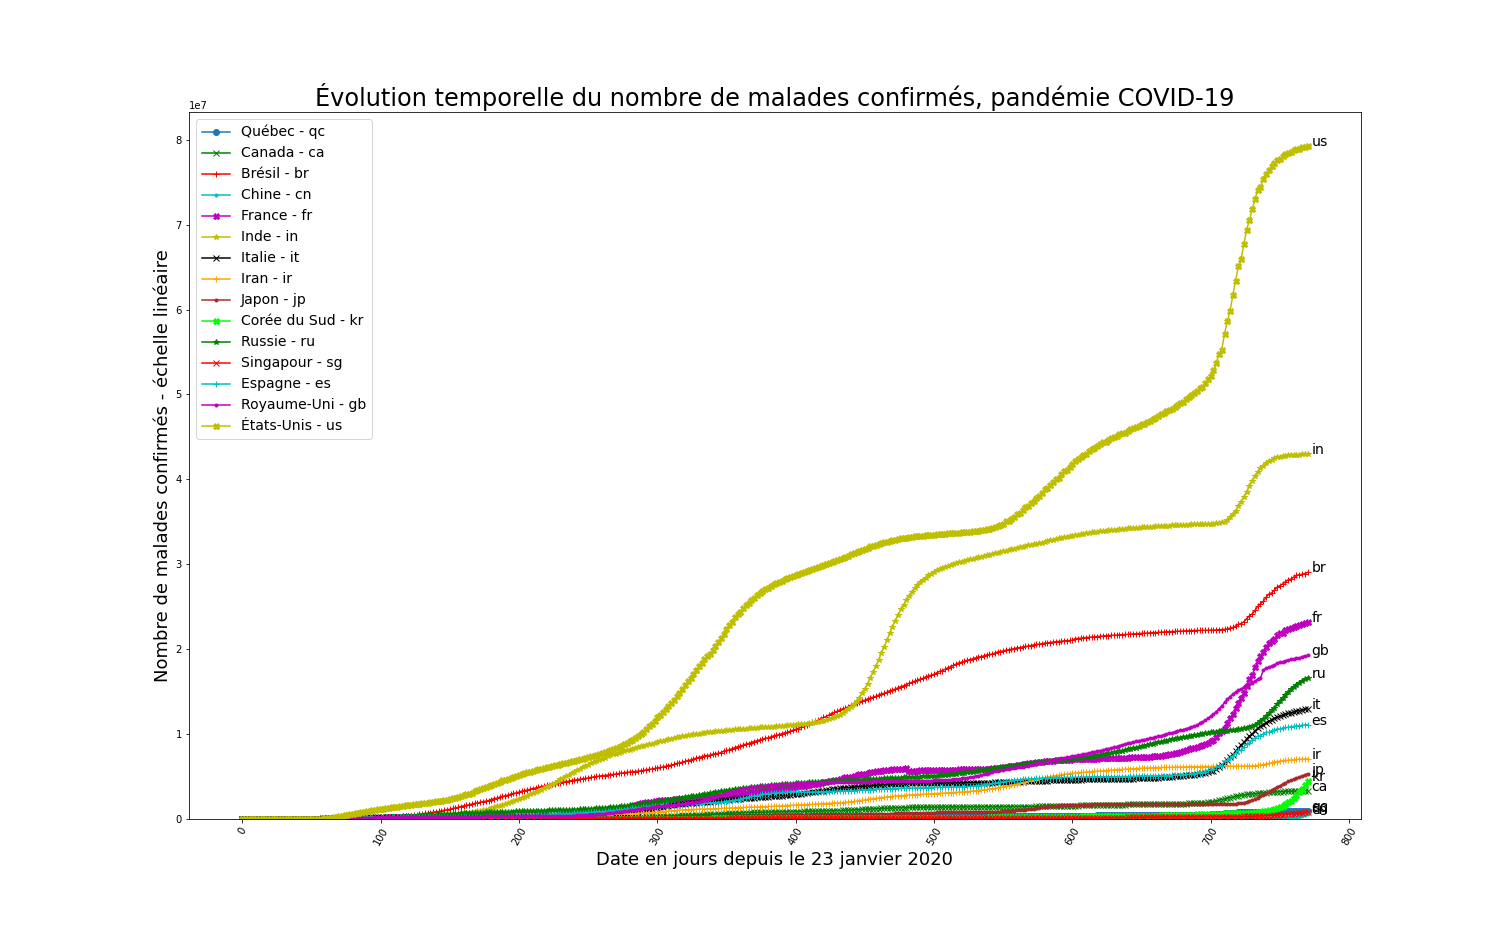 Évolution temporelle du nombre de malades confirmés, pandémie COVID-19
1e7
Nombre de malades confirmés - échelle linéaire
8
7
6
5
4
3
2
1
0
Québec - qc
Canada - ca
Brésil - br
Chine - cn
France - fr
Inde - in
Italie - it
Iran - ir
Japon - jp
Corée du Sud - kr
Russie - ru
Singapour - sg
Espagne - es
Royaume-Uni - gb
États-Unis - us
us
in
br
fr
gb
ru
it
es
ir
jp
kr
ca
0
100
200
300
400
500
600
700
800
Date en jours depuis le 23 janvier 2020